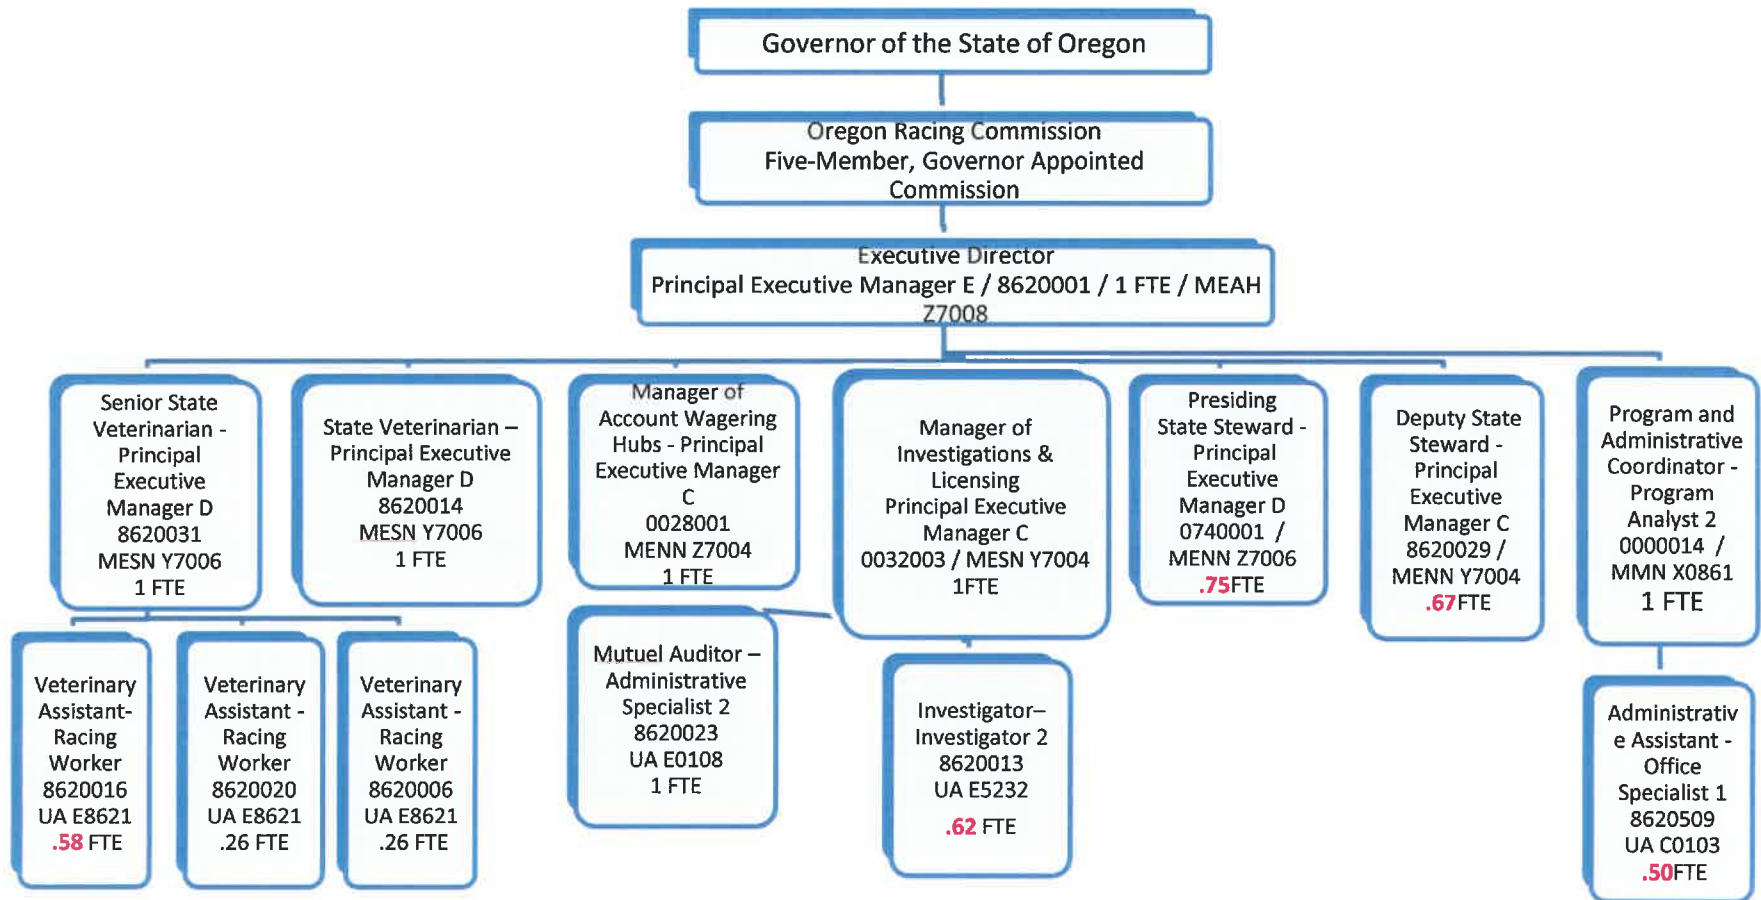 Governor of the State of Oregon
Oregon Racing Commission
Five-Member, Governor Appointed
Commission
Executive Director
Principal Executive Manager E / 8620001 / 1 FTE / MEAH
Z7008
Senior State
Veterinarian -
Principal
Executive
Manager D
8620031
MESN Y7006
1 FTE
State Veterinarian –
Principal Executive
Manager D
8620014
MESN Y7006
1 FTE
Manager of
Account Wagering
Hubs - Principal
Executive Manager
C
0028001
MENN Z7004
1 FTE
Manager of
Investigations &
Licensing
Principal Executive
Manager C
0032003 / MESN Y7004
1FTE
Presiding
State Steward -
Principal
Executive
Manager D
0740001 /
MENN Z7006
.75FTE
Deputy State
Steward -
Principal
Executive
Manager C
8620029 /
MENN Y7004
.67FTE
Program and
Administrative
Coordinator -
Program
Analyst 2
0000014 /
MMN X0861
1 FTE
Veterinary
Assistant-
Racing
Worker
8620016
UA E8621
.58 FTE
Veterinary
Assistant -
Racing
Worker
8620020
UA E8621
.26 FTE
Veterinary
Assistant -
Racing
Worker
8620006
UA E8621
.26 FTE
Mutuel Auditor –
Administrative
Specialist 2
8620023
UA E0108
1 FTE
Investigator–
Investigator 2
8620013
UA E5232
.62 FTE
Administrativ
e Assistant -
Office
Specialist 1
8620509
UA C0103
.50FTE